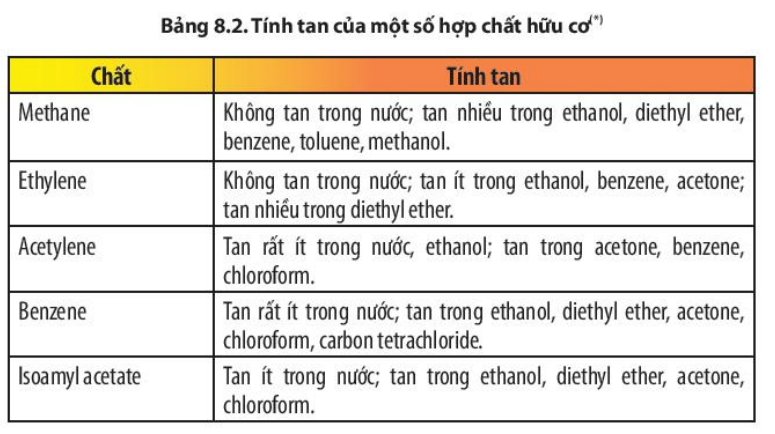 Bảng 8.2. Tính tan của một số hợp chất hữu cơ(*)
Chất
Tính tan
Methane
Không tan trong nước; tan nhiều trong ethanol, diethyl ether,
benzene, toluene, methanol.
Ethylene
Không tan trong nước; tan ít trong ethanol, benzene, acetone;
tan nhiều trong diethyl ether.
Acetylene
Tan rất ít trong nước, ethanol; tan trong acetone, benzene,
chloroform.
Benzene
Tan rất ít trong nước; tan trong ethanol, diethyl ether, acetone,
chloroform, carbon tetrachloride.
Isoamyl acetate
Tan ít trong nước; tan trong ethanol, diethyl ether, acetone,
chloroform.